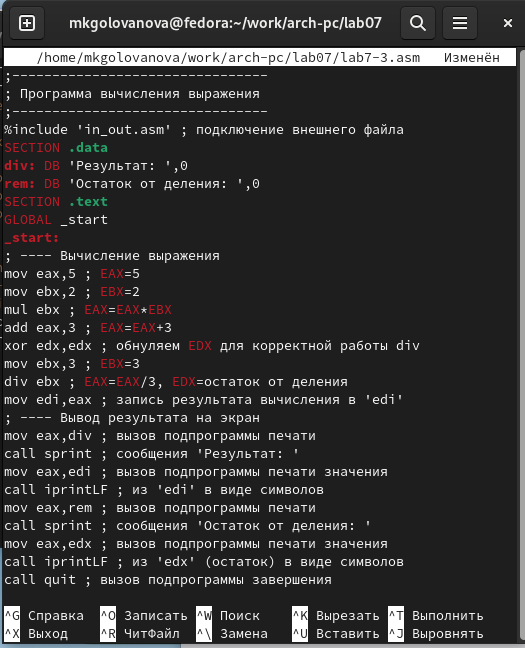 mkgolovanova@fedora:~/work/arch-pc/lab07
/home/mkgolovanova/work/arch-pc/lab07/lab7-3.asm Изменён
;--------------------------------
; Программа вычисления выражения
;--------------------------------
%include 'in_out.asm' ; подключение внешнего файла
SECTION .data
div: DB 'Результат: ',0
rem: DB 'Остаток от деления: ',0
SECTION .text
GLOBAL _start
_start:
; ---- Вычисление выражения
mov eax,5 ; EAX=5
mov ebx,2 ; EBX=2
mul ebx ; EAX=EAX*EBX
add eax,3 ; EAX=EAX+3
xor edx,edx ; обнуляем EDX для корректной работы div
mov ebx,3 ; EBX=3
div ebx ; EAX=EAX/3, EDX=остаток от деления
mov edi,eax ; запись результата вычисления в 'edi'
; ---- Вывод результата на экран
mov eax,div ; вызов подпрограммы печати
call sprint ; сообщения 'Результат: '
mov eax,edi ; вызов подпрограммы печати значения
call iprintLF ; из 'edi' в виде символов
mov eax,rem ; вызов подпрограммы печати
call sprint ; сообщения 'Остаток от деления: '
mov eax,edx ; вызов подпрограммы печати значения
call iprintLF ; из 'edx' (остаток) в виде символов
call quit ; вызов подпрограммы завершения
^G Справка ^O Записать ^W Поиск ^K Вырезать ^T Выполнить
^X Выход ^R ЧитФайл ^\ Замена ^U Вставить ^J Выровнять